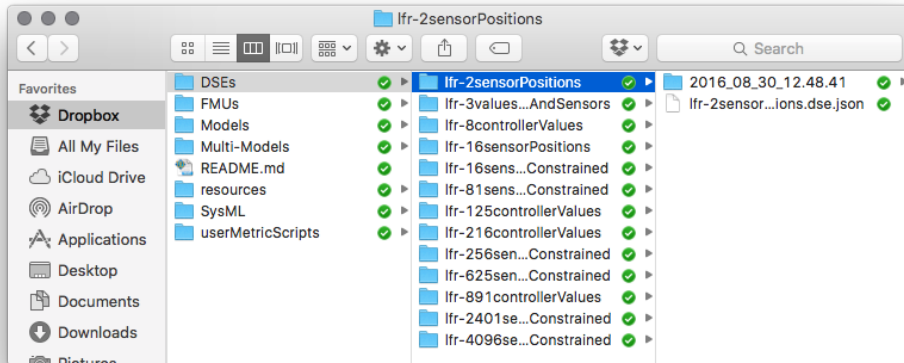 lfr-2sensorPositions
Search
Favorites
Dropbox
All My Files
iCloud Drive
AirDrop
Applications
Desktop
Documents
Downloads
Pictures
DSEs
FMUs
Models
Multi-Models
README.md
resources
SysML
userMetricScripts
lfr-2sensorPositions
lfr-3values...AndSensors
lfr-8controllerValues
lfr-16sensorPositions
lfr-16sens...Constrained
lfr-81sens...Constrained
lfr-125controllerValues
lfr-216controllerValues
lfr-256sen...Constrained
lfr-625sen...Constrained
lfr-891controllerValues
lfr-2401se...Constrained
lfr-4096se...Constrained
2016_08_30_12.48.41
lfr-2sensor...ions.dse.json